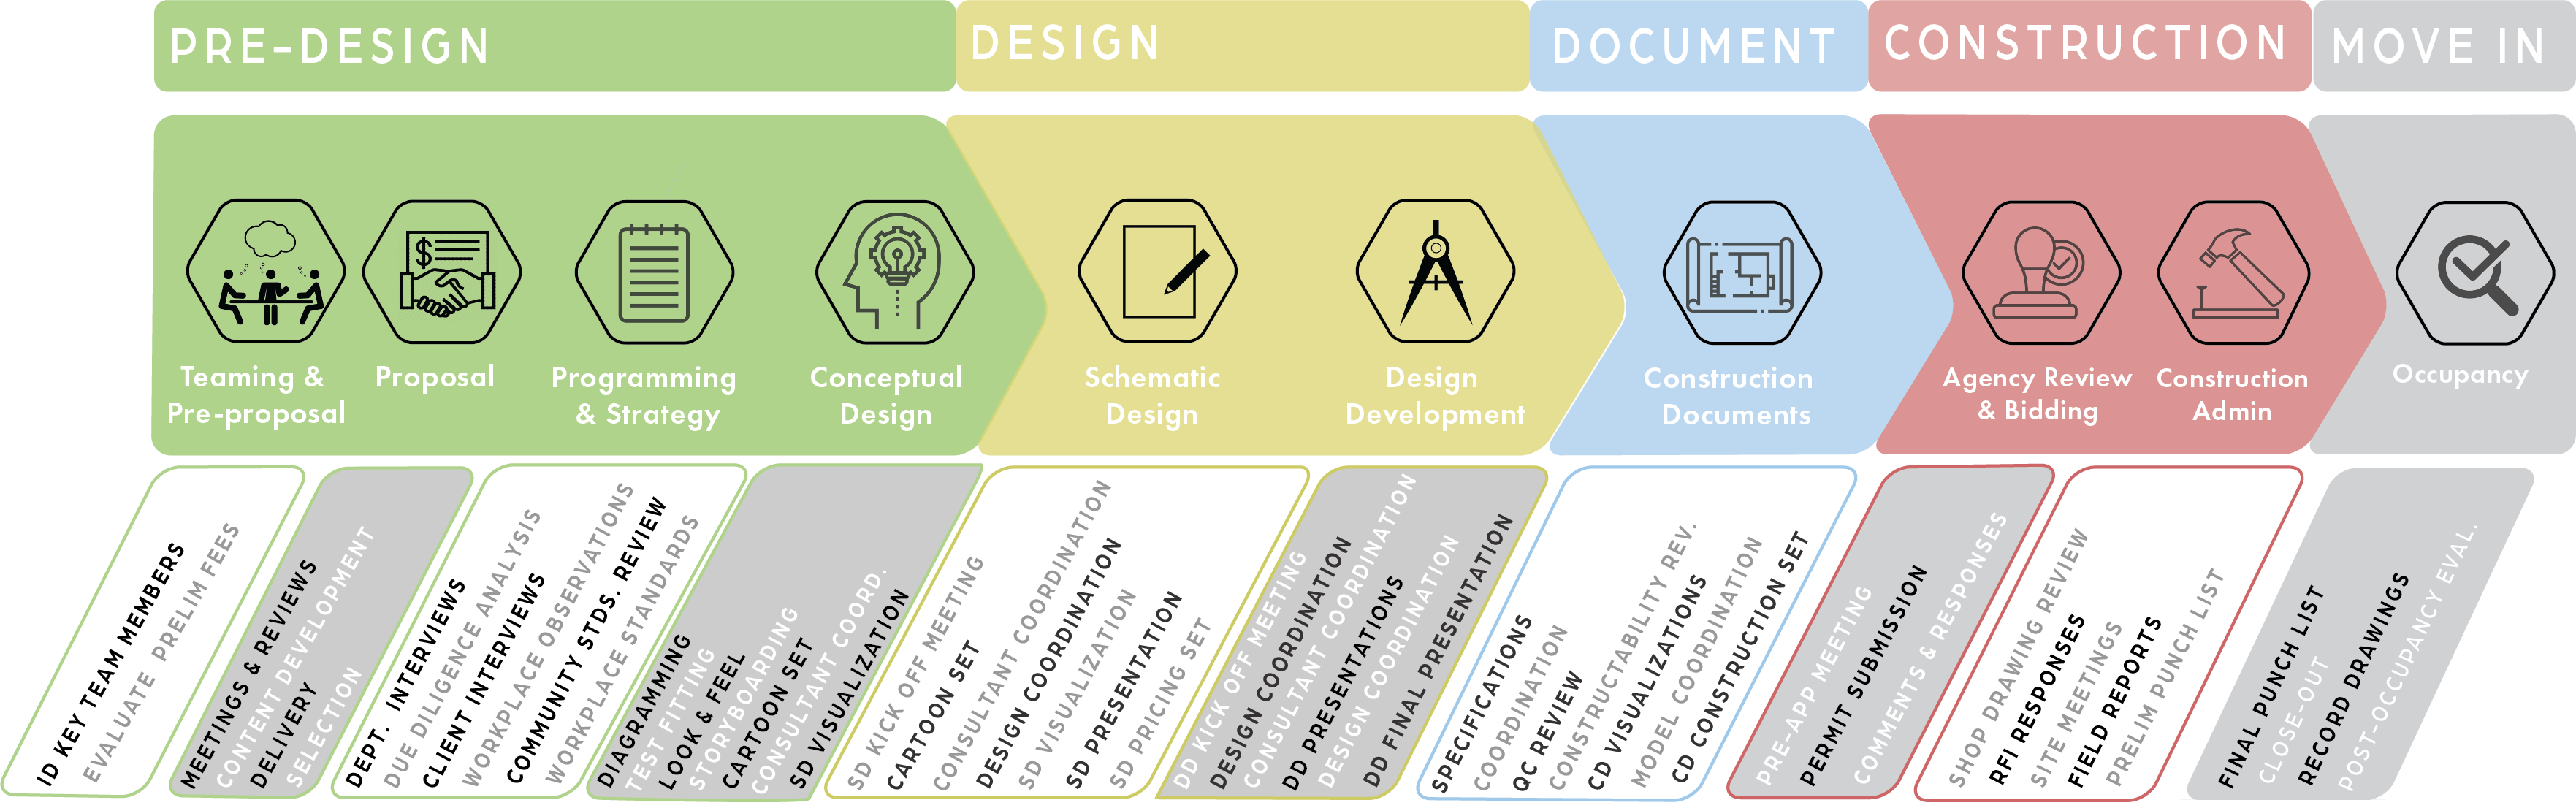 PRE-DESIGN
DESIGN
DOCUMENT
CONSTRUCTION
MOVE IN
Teaming &
Pre-proposal
Proposal
Programming
& Strategy
Conceptual
Design
Schematic
Design
Design
Development
Construction
Documents
Agency Review
& Bidding
Construction
Admin
Occupancy
$
ID KEY TEAM MEMBERS
EVALUATE PRELIM FEES
MEETINGS & REVIEWS
CONTENT DEVELOPMENT
DELIVERY
SELECTION
DEPT. INTERVIEWS
DUE DILIGENCE ANALYSIS
CLIENT INTERVIEWS
WORKPLACE OBSERVATIONS
COMMUNITY STDS. REVIEW
WORKPLACE STANDARDS
DIAGRAMMING
TEST FITTING
LOOK & FEEL
STORYBOARDING
CARTOON SET
CONSULTANT COORD.
SD VISUALIZATION
SD KICK OFF MEETING
CARTOON SET
CONSULTANT COORDINATION
DESIGN COORDINATION
SD VISUALIZATION
SD PRESENTATION
SD PRICING SET
DD KICK OFF MEETING
DESIGN COORDINATION
CONSULTANT COORDINATION
DD PRESENTATIONS
DESIGN COORDINATION
DD FINAL PRESENTATION
SPECIFICATIONS
COORDINATION
QC REVIEW
CONSTRUCTABILITY REV.
CD VISUALIZATIONS
MODEL COORDINATION
CD CONSTRUCTION SET
PRE-APP MEETING
PERMIT SUBMISSION
COMMENTS & RESPONSES
SHOP DRAWING REVIEW
RFI RESPONSES
SITE MEETINGS
FIELD REPORTS
PRELIM PUNCH LIST
FINAL PUNCH LIST
CLOSE-OUT
RECORD DRAWINGS
POST-OCCUPANCY EVAL.